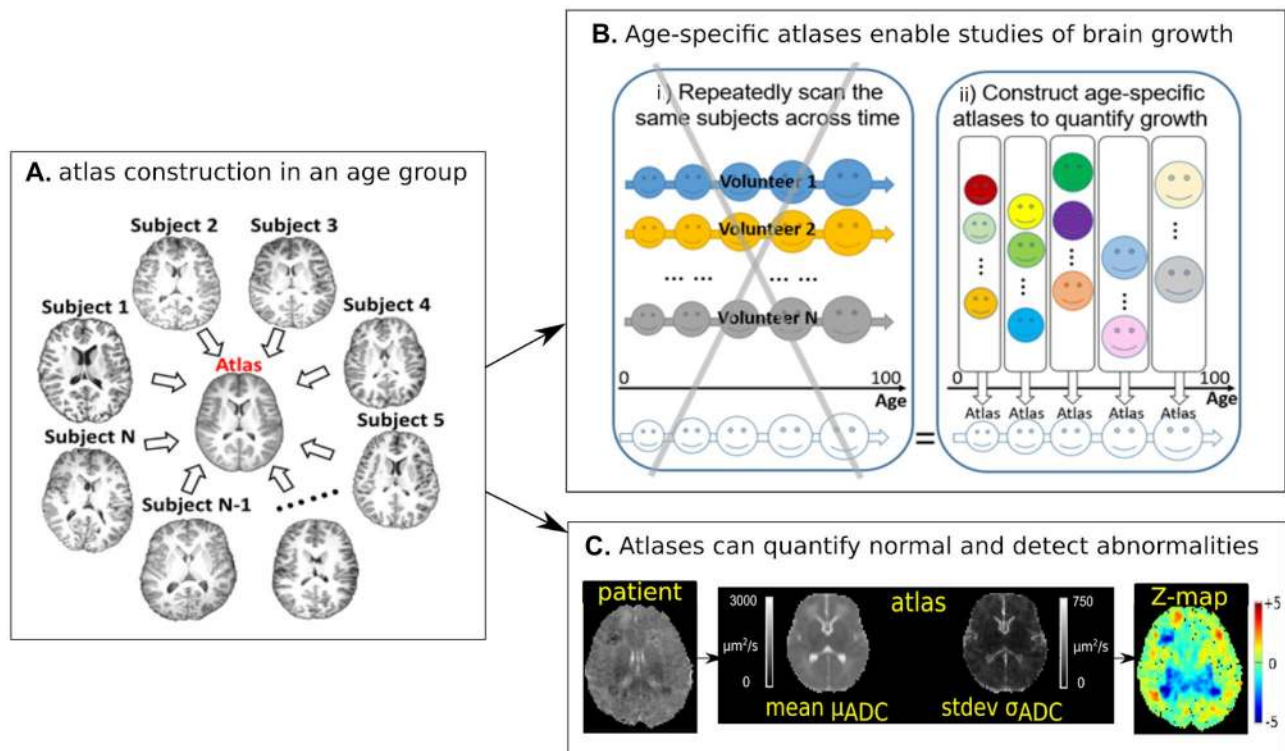 A. atlas construction in an age group
Subject 2
Subject 3
Subject 1
Subject 4
Atlas
Subject N
Subject 5
Subject N-1
B. Age-specific atlases enable studies of brain growth
i) Repeatedly scan the
same subjects across time
Volunteer 1
Volunteer 2
... ...
... ...
Volunteer N
0
100
Age
=
ii) Construct age-specific
atlases to quantify growth
0
100
Age
Atlas
Atlas
Atlas
Atlas
Atlas
C. Atlases can quantify normal and detect abnormalities
patient
3000
μm²/s
0
atlas
mean μADC
stdev σADC
750
μm²/s
0
Z-map
+5
0
-5